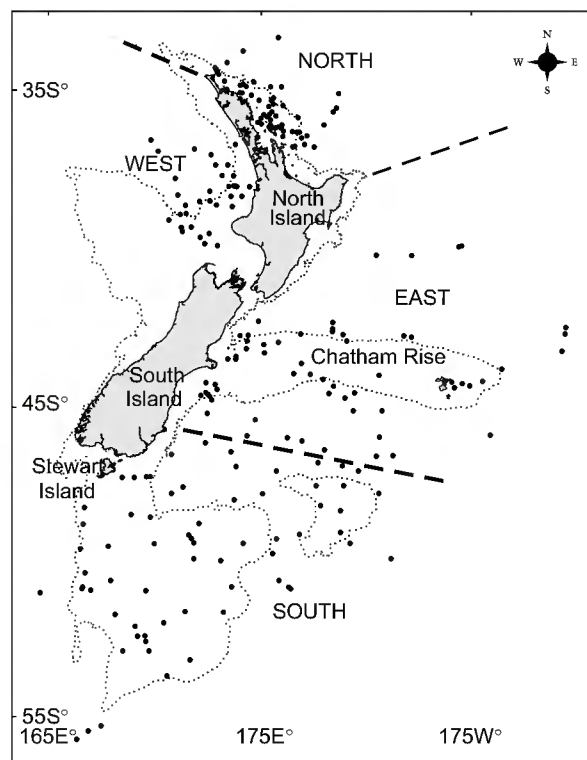 N
W E
S
NORTH
35S°
WEST
North
Island
EAST
Chatham Rise
South
Island
45S°
Stewart
Island
SOUTH
55S°
165E° 175E° 175W°